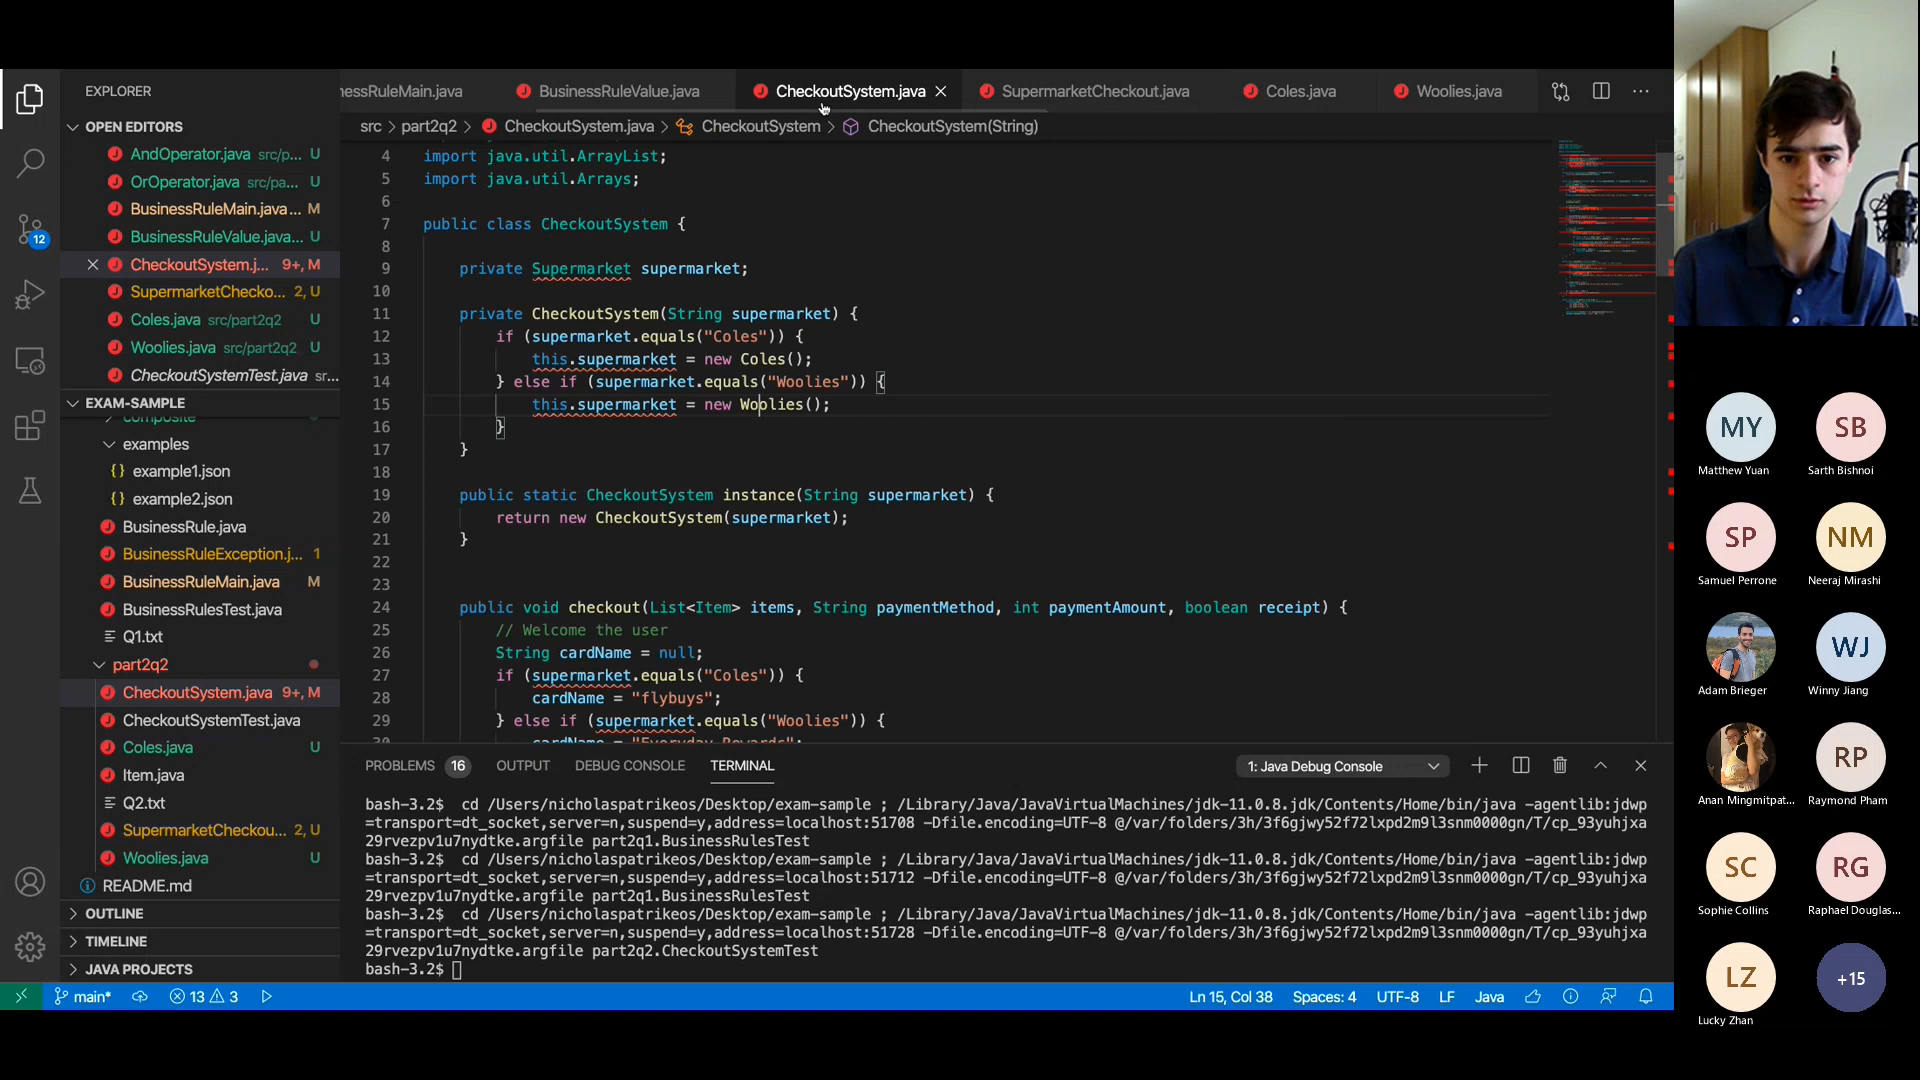 EXPLORER
OPEN EDITORS
AndOperator.java src/p... U
OrOperator.java src/pa... U
BusinessRuleMain.java... M
BusinessRuleValue.java... U
CheckoutSystem.j... 9+, M
SupermarketChecko... 2, U
Coles.java src/part2q2 U
Woolies.java src/part2q2 U
CheckoutSystemTest.java sr...
EXAM-SAMPLE
composite
examples
{} example1.json
{} example2.json
BusinessRule.java
BusinessRuleException.j... 1
BusinessRuleMain.java M
BusinessRulesTest.java
Q1.txt
part2q2
CheckoutSystem.java 9+, M
CheckoutSystemTest.java
Coles.java U
Item.java
Q2.txt
SupermarketCheckou... 2, U
Woolies.java U
README.md
OUTLINE
TIMELINE
JAVA PROJECTS
12
nessRuleMain.java BusinessRuleValue.java CheckoutSystem.java SupermarketCheckout.java Coles.java Woolies.java
src > part2q2 > CheckoutSystem.java > CheckoutSystem > CheckoutSystem(String)
4 import java.util.ArrayList;
5 import java.util.Arrays;
6
7 public class CheckoutSystem {
8
9 private Supermarket supermarket;
10
11 private CheckoutSystem(String supermarket) {
12 if (supermarket.equals("Coles")) {
13 this.supermarket = new Coles();
14 } else if (supermarket.equals("Woolies")) {
15 this.supermarket = new Woolies();
16 }
17 }
18
19 public static CheckoutSystem instance(String supermarket) {
20 return new CheckoutSystem(supermarket);
21 }
22
23
24 public void checkout(List<Item> items, String paymentMethod, int paymentAmount, boolean receipt) {
25 // Welcome the user
26 String cardName = null;
27 if (supermarket.equals("Coles")) {
28 cardName = "flybuys";
29 } else if (supermarket.equals("Woolies")) {
30 cardName = "Everyday Rewards";
PROBLEMS 16 OUTPUT DEBUG CONSOLE TERMINAL 1: Java Debug Console
bash-3.2$ cd /Users/nicholaspatrikeos/Desktop/exam-sample ; /Library/Java/JavaVirtualMachines/jdk-11.0.8.jdk/Contents/Home/bin/java -agentlib:jdwp
=transport=dt_socket,server=n,suspend=y,address=localhost:51708 -Dfile.encoding=UTF-8 @/var/folders/3h/3f6gjwy52f72lxpd2m9l3snm0000gn/T/cp_93yuhjxa
29rvezpv1u7nydtke.argfile part2q1.BusinessRulesTest
bash-3.2$ cd /Users/nicholaspatrikeos/Desktop/exam-sample ; /Library/Java/JavaVirtualMachines/jdk-11.0.8.jdk/Contents/Home/bin/java -agentlib:jdwp
=transport=dt_socket,server=n,suspend=y,address=localhost:51712 -Dfile.encoding=UTF-8 @/var/folders/3h/3f6gjwy52f72lxpd2m9l3snm0000gn/T/cp_93yuhjxa
29rvezpv1u7nydtke.argfile part2q1.BusinessRulesTest
bash-3.2$ cd /Users/nicholaspatrikeos/Desktop/exam-sample ; /Library/Java/JavaVirtualMachines/jdk-11.0.8.jdk/Contents/Home/bin/java -agentlib:jdwp
=transport=dt_socket,server=n,suspend=y,address=localhost:51728 -Dfile.encoding=UTF-8 @/var/folders/3h/3f6gjwy52f72lxpd2m9l3snm0000gn/T/cp_93yuhjxa
29rvezpv1u7nydtke.argfile part2q2.CheckoutSystemTest
bash-3.2$
main* 13 3 Ln 15, Col 38 Spaces: 4 UTF-8 LF Java
MY SB
Matthew Yuan Sarth Bishnoi
SP NM
Samuel Perrone Neeraj Mirashi
WJ
Adam Brieger Winny Jiang
RP
Anan Mingmitpat... Raymond Pham
SC RG
Sophie Collins Raphael Douglas...
LZ +15
Lucky Zhan